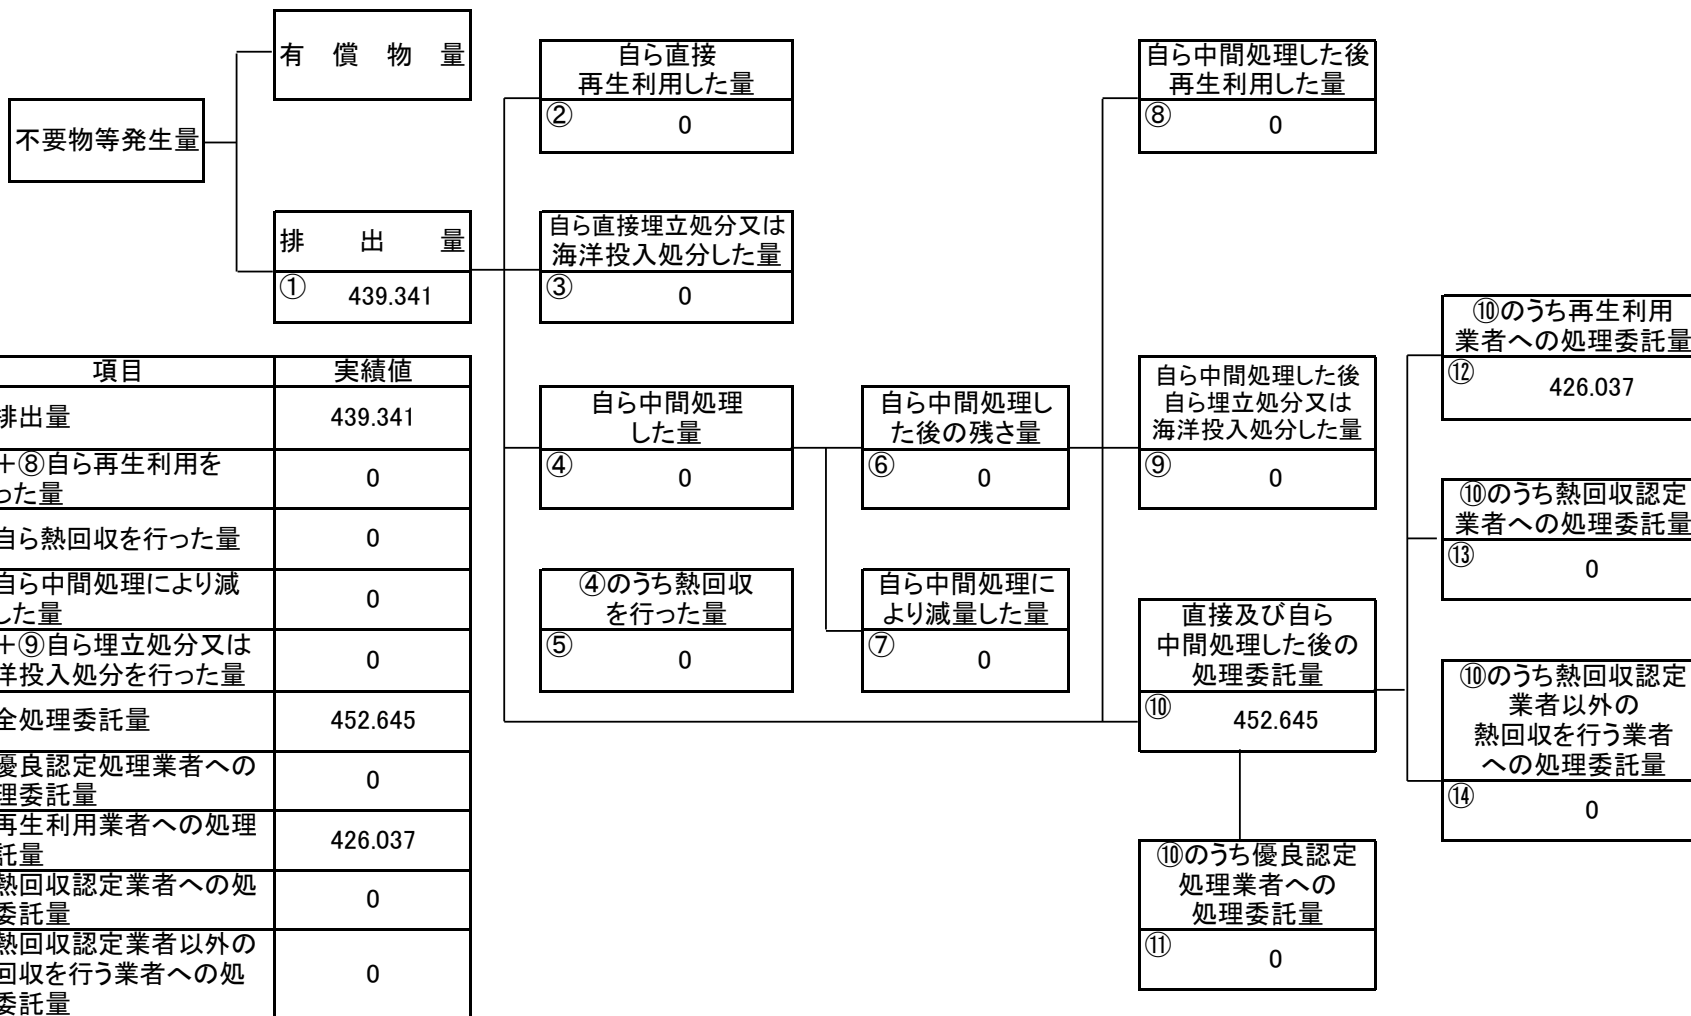 有償物量
不要物等発生量
排出量
① 439.341
自ら直接
再生利用した量
② 0
自ら直接埋立処分又は
海洋投入処分した量
③ 0
自ら中間処理
した量
④ 0
④のうち熱回収
を行った量
⑤ 0
自ら中間処理し
た後の残さ量
⑥ 0
自ら中間処理に
より減量した量
⑦ 0
自ら中間処理した後
再生利用した量
⑧ 0
自ら中間処理した後
自ら埋立処分又は
海洋投入処分した量
⑨ 0
直接及び自ら
中間処理した後の
処理委託量
⑩ 452.645
⑩のうち優良認定
処理業者への
処理委託量
⑪ 0
⑩のうち再生利用
業者への処理委託量
⑫ 426.037
⑩のうち熱回収認定
業者への処理委託量
⑬ 0
⑩のうち熱回収認定
業者以外の
熱回収を行う業者
への処理委託量
⑭ 0
項目 実績値
排出量 439.341
+⑧自ら再生利用を
った量 0
自ら熱回収を行った量 0
自ら中間処理により減
した量 0
+⑨自ら埋立処分又は
洋投入処分を行った量 0
全処理委託量 452.645
優良認定処理業者への
理委託量 0
再生利用業者への処理
託量 426.037
熱回収認定業者への処
委託量 0
熱回収認定業者以外の
回収を行う業者への処
委託量 0